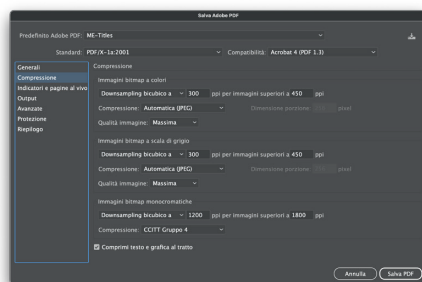 Salva Adobe PDF
Predefinito Adobe PDF: ME-Titles
Standard: PDF/X-1a:2001 Compatibilità: Acrobat 4 (PDF 1.3)
Generali
Compressione
Indicatori e pagine al vivo
Output
Avanzate
Protezione
Riepilogo
Compressione
Immagini bitmap a colori
Downsampling bicubico a 300 ppi per immagini superiori a 450 ppi
Compressione: Automatica (JPEG) Dimensione porzione: pixel
Qualità immagine: Massima
Immagini bitmap a scala di grigio
Downsampling bicubico a 300 ppi per immagini superiori a 450 ppi
Compressione: Automatica (JPEG) Dimensione porzione: pixel
Qualità immagine: Massima
Immagini bitmap monocromatiche
Downsampling bicubico a 1200 ppi per immagini superiori a 1800 ppi
Compressione: CCITT Gruppo 4
Comprimi testo e grafica al tratto
Annulla Salva PDF